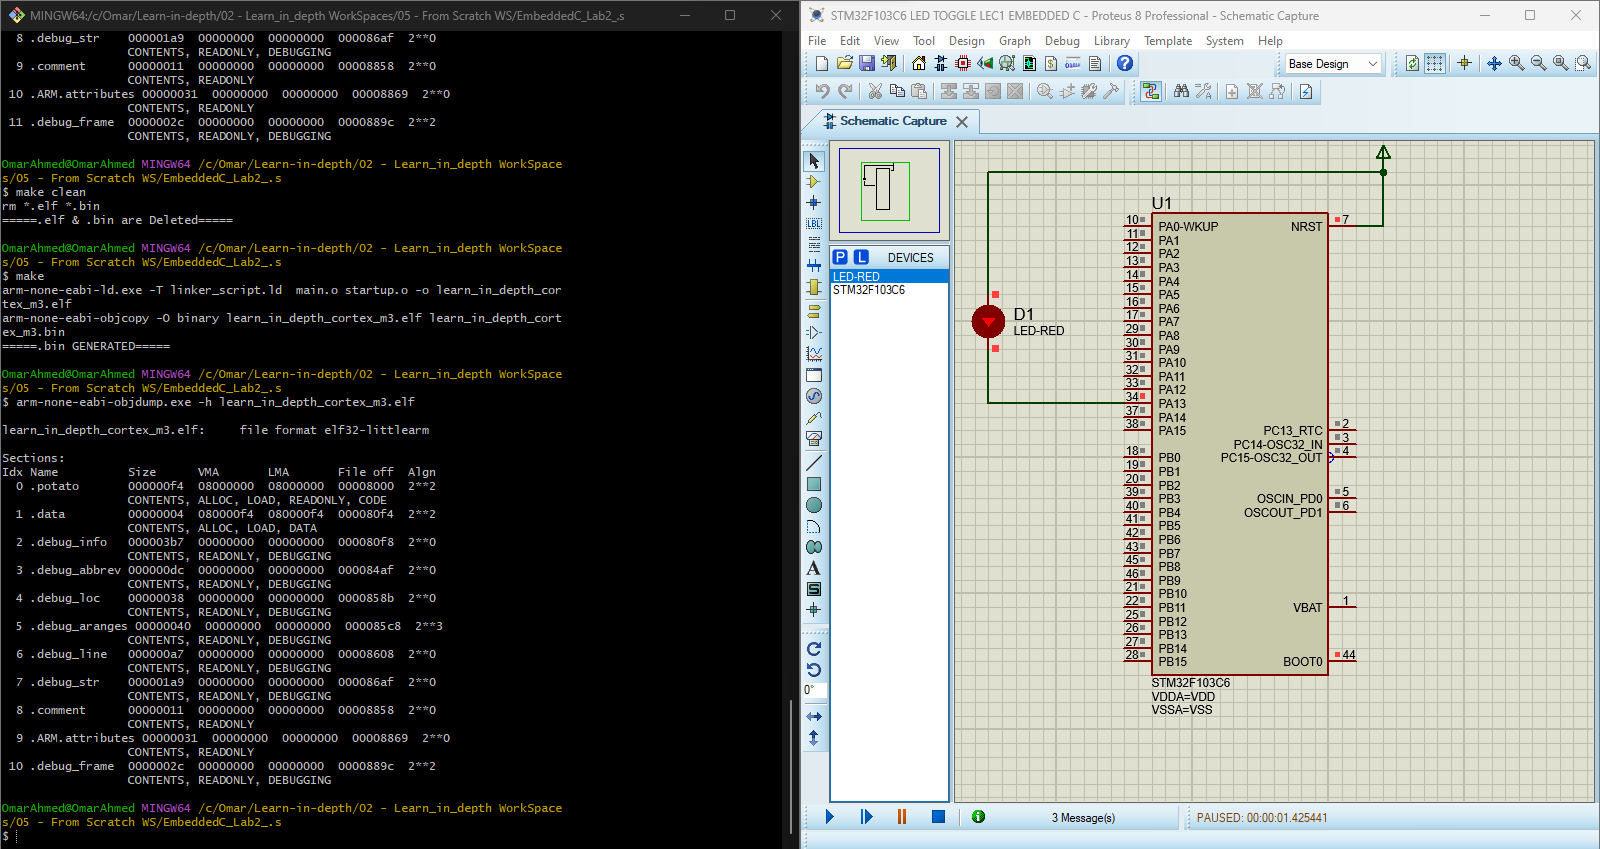 MINGW64:/c/Omar/Learn-in-depth/02 - Learn_in_depth WorkSpaces/05 - From Scratch WS/EmbeddedC_Lab2_.s
8 .debug_str 000001a9 00000000 00000000 000086af 2**0
CONTENTS, READONLY, DEBUGGING
9 .comment 00000011 00000000 00000000 00008858 2**0
CONTENTS, READONLY
10 .ARM.attributes 00000031 00000000 00000000 00008869 2**0
CONTENTS, READONLY
11 .debug_frame 0000002c 00000000 00000000 0000889c 2**2
CONTENTS, READONLY, DEBUGGING
OmarAhmed@OmarAhmed MINGW64 /c/Omar/Learn-in-depth/02 - Learn_in_depth WorkSpace
s/05 - From Scratch WS/EmbeddedC_Lab2_.s
$ make clean
rm *.elf *.bin
=====.elf & .bin are Deleted=====
OmarAhmed@OmarAhmed MINGW64 /c/Omar/Learn-in-depth/02 - Learn_in_depth WorkSpace
s/05 - From Scratch WS/EmbeddedC_Lab2_.s
$ make
arm-none-eabi-ld.exe -T linker_script.ld main.o startup.o -o learn_in_depth_cor
tex_m3.elf
arm-none-eabi-objcopy -O binary learn_in_depth_cortex_m3.elf learn_in_depth_cort
ex_m3.bin
=====.bin GENERATED=====
OmarAhmed@OmarAhmed MINGW64 /c/Omar/Learn-in-depth/02 - Learn_in_depth WorkSpace
s/05 - From Scratch WS/EmbeddedC_Lab2_.s
$ arm-none-eabi-objdump.exe -h learn_in_depth_cortex_m3.elf
learn_in_depth_cortex_m3.elf: file format elf32-littlearm
Sections:
Idx Name Size VMA LMA File off Algn
0 .potato 000000f4 08000000 08000000 00008000 2**2
CONTENTS, ALLOC, LOAD, READONLY, CODE
1 .data 00000004 080000f4 080000f4 000080f4 2**2
CONTENTS, ALLOC, LOAD, DATA
2 .debug_info 000003b7 00000000 00000000 000080f8 2**0
CONTENTS, READONLY, DEBUGGING
3 .debug_abbrev 000000dc 00000000 00000000 000084af 2**0
CONTENTS, READONLY, DEBUGGING
4 .debug_loc 00000038 00000000 00000000 0000858b 2**0
CONTENTS, READONLY, DEBUGGING
5 .debug_aranges 00000040 00000000 00000000 000085c8 2**3
CONTENTS, READONLY, DEBUGGING
6 .debug_line 000000a7 00000000 00000000 00008608 2**0
CONTENTS, READONLY, DEBUGGING
7 .debug_str 000001a9 00000000 00000000 000086af 2**0
CONTENTS, READONLY, DEBUGGING
8 .comment 00000011 00000000 00000000 00008858 2**0
CONTENTS, READONLY
9 .ARM.attributes 00000031 00000000 00000000 00008869 2**0
CONTENTS, READONLY
10 .debug_frame 0000002c 00000000 00000000 0000889c 2**2
CONTENTS, READONLY, DEBUGGING
OmarAhmed@OmarAhmed MINGW64 /c/Omar/Learn-in-depth/02 - Learn_in_depth WorkSpace
s/05 - From Scratch WS/EmbeddedC_Lab2_.s
$
STM32F103C6 LED TOGGLE LEC1 EMBEDDED C - Proteus 8 Professional - Schematic Capture
File Edit View Tool Design Graph Debug Library Template System Help
Base Design
Schematic Capture
P L DEVICES
LED-RED
STM32F103C6
LBL
A
S
0°
D1
LED-RED
U1
10 PA0-WKUP
11 PA1
12 PA2
13 PA3
14 PA4
15 PA5
16 PA6
17 PA7
29 PA8
30 PA9
31 PA10
32 PA11
33 PA12
34 PA13
37 PA14
38 PA15
18 PB0
19 PB1
20 PB2
39 PB3
40 PB4
41 PB5
42 PB6
43 PB7
45 PB8
46 PB9
21 PB10
22 PB11
25 PB12
26 PB13
27 PB14
28 PB15
NRST 7
PC13_RTC 2
PC14-OSC32_IN 3
PC15-OSC32_OUT 4
OSCIN_PD0 5
OSCOUT_PD1 6
VBAT 1
BOOT0 44
STM32F103C6
VDDA=VDD
VSSA=VSS
3 Message(s)
PAUSED: 00:00:01.425441